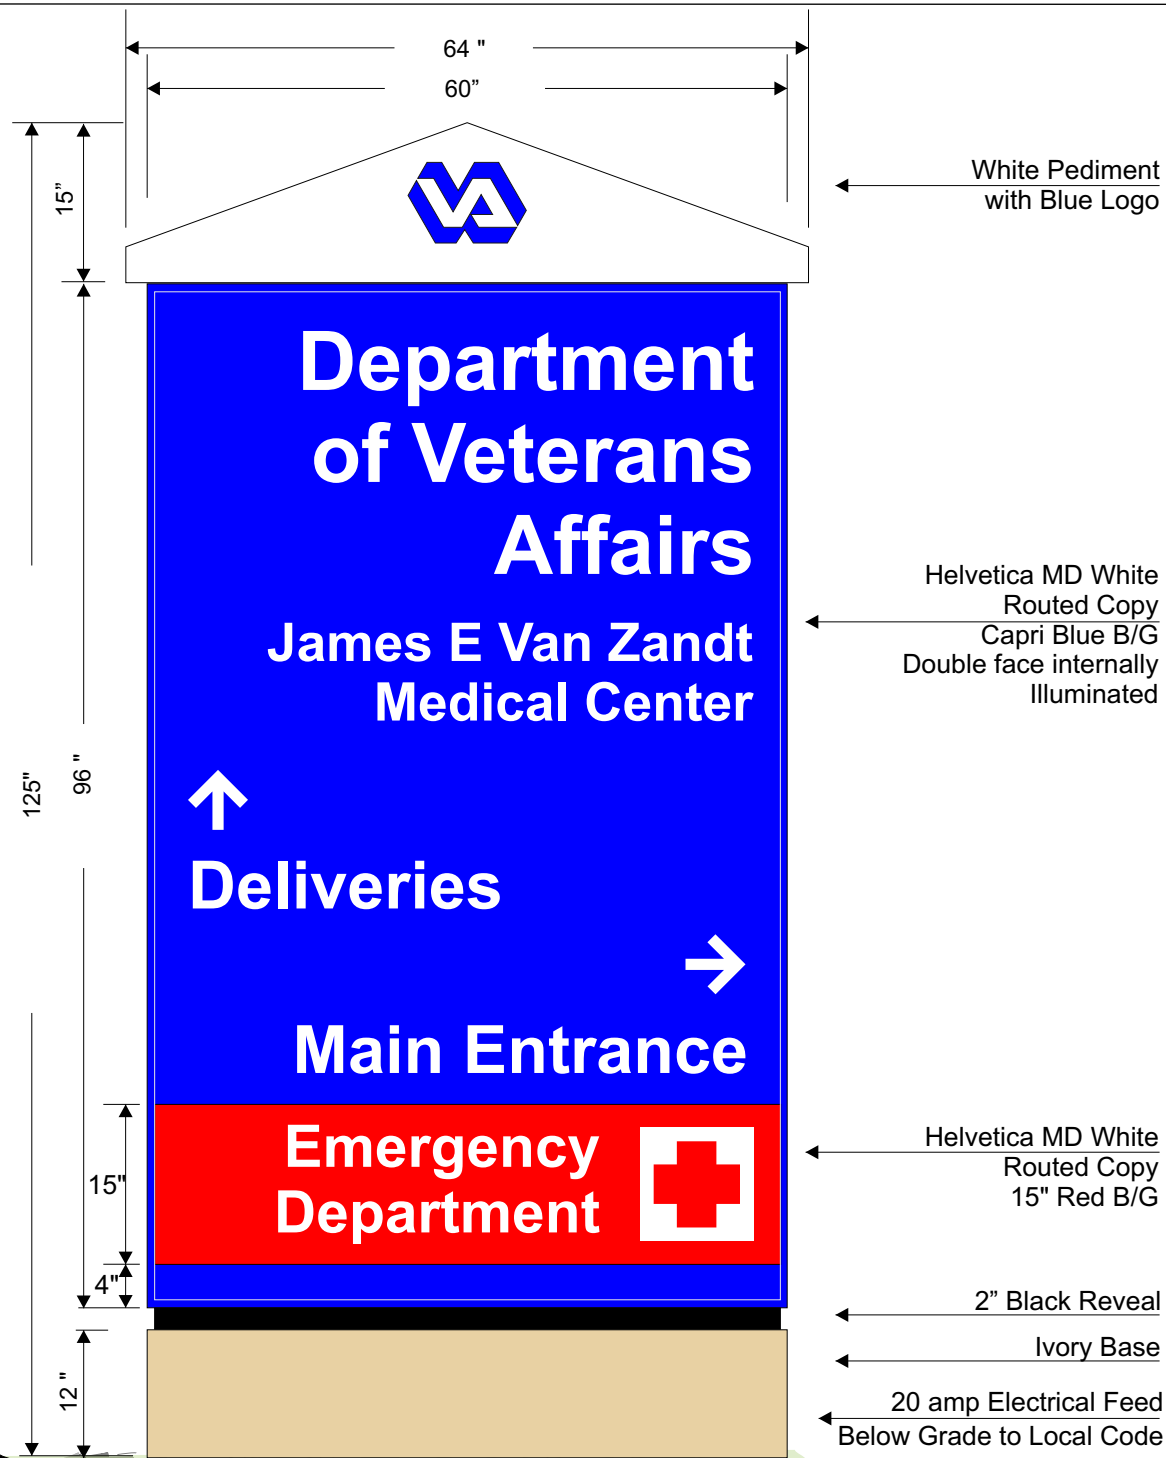 64 "
60”
15”
White Pediment
with Blue Logo
VA
Department
of Veterans
Affairs
Helvetica MD White
Routed Copy
Capri Blue B/G
Double face internally
Illuminated
James E Van Zandt
Medical Center
125"
96 "
Deliveries
Main Entrance
Emergency
Department
15"
Helvetica MD White
Routed Copy
15" Red B/G
4"
2” Black Reveal
Ivory Base
12 "
20 amp Electrical Feed
Below Grade to Local Code